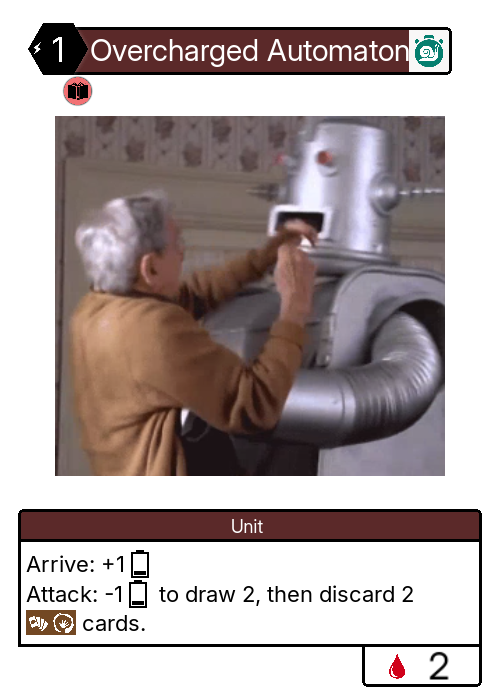 1 Overcharged Automaton
Unit
Arrive: +1
Attack: -1 to draw 2, then discard 2
cards.
2